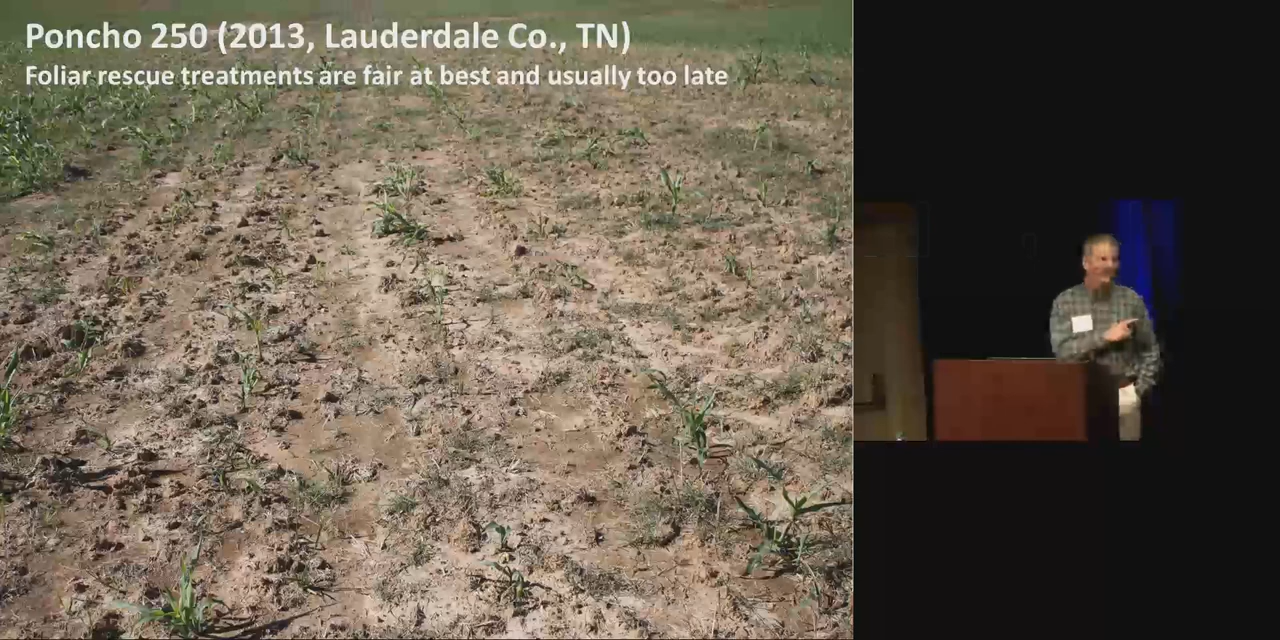 Poncho 250 (2013, Lauderdale Co., TN)
Foliar rescue treatments are fair at best and usually too late